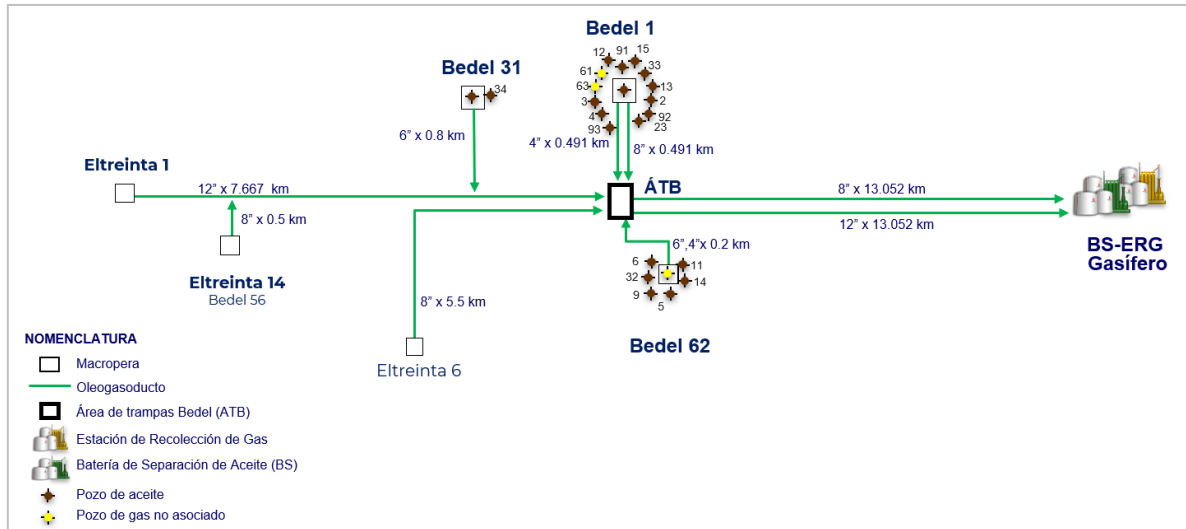 Bedel 1
12
91
15
61
33
63
13
3
2
4
92
93
23
Bedel 31
34
6” x 0.8 km
4” x 0.491 km
8” x 0.491 km
Eltreinta 1
12” x 7.667 km
ÁTB
8” x 13.052 km
12” x 13.052 km
BS-ERG
Gasífero
8” x 0.5 km
Eltreinta 14
Bedel 56
6”,4”x 0.2 km
6
11
32
14
9
5
Bedel 62
8” x 5.5 km
Eltreinta 6
NOMENCLATURA
Macropera
Oleogasoducto
Área de trampas Bedel (ATB)
Estación de Recolección de Gas
Batería de Separación de Aceite (BS)
Pozo de aceite
Pozo de gas no asociado